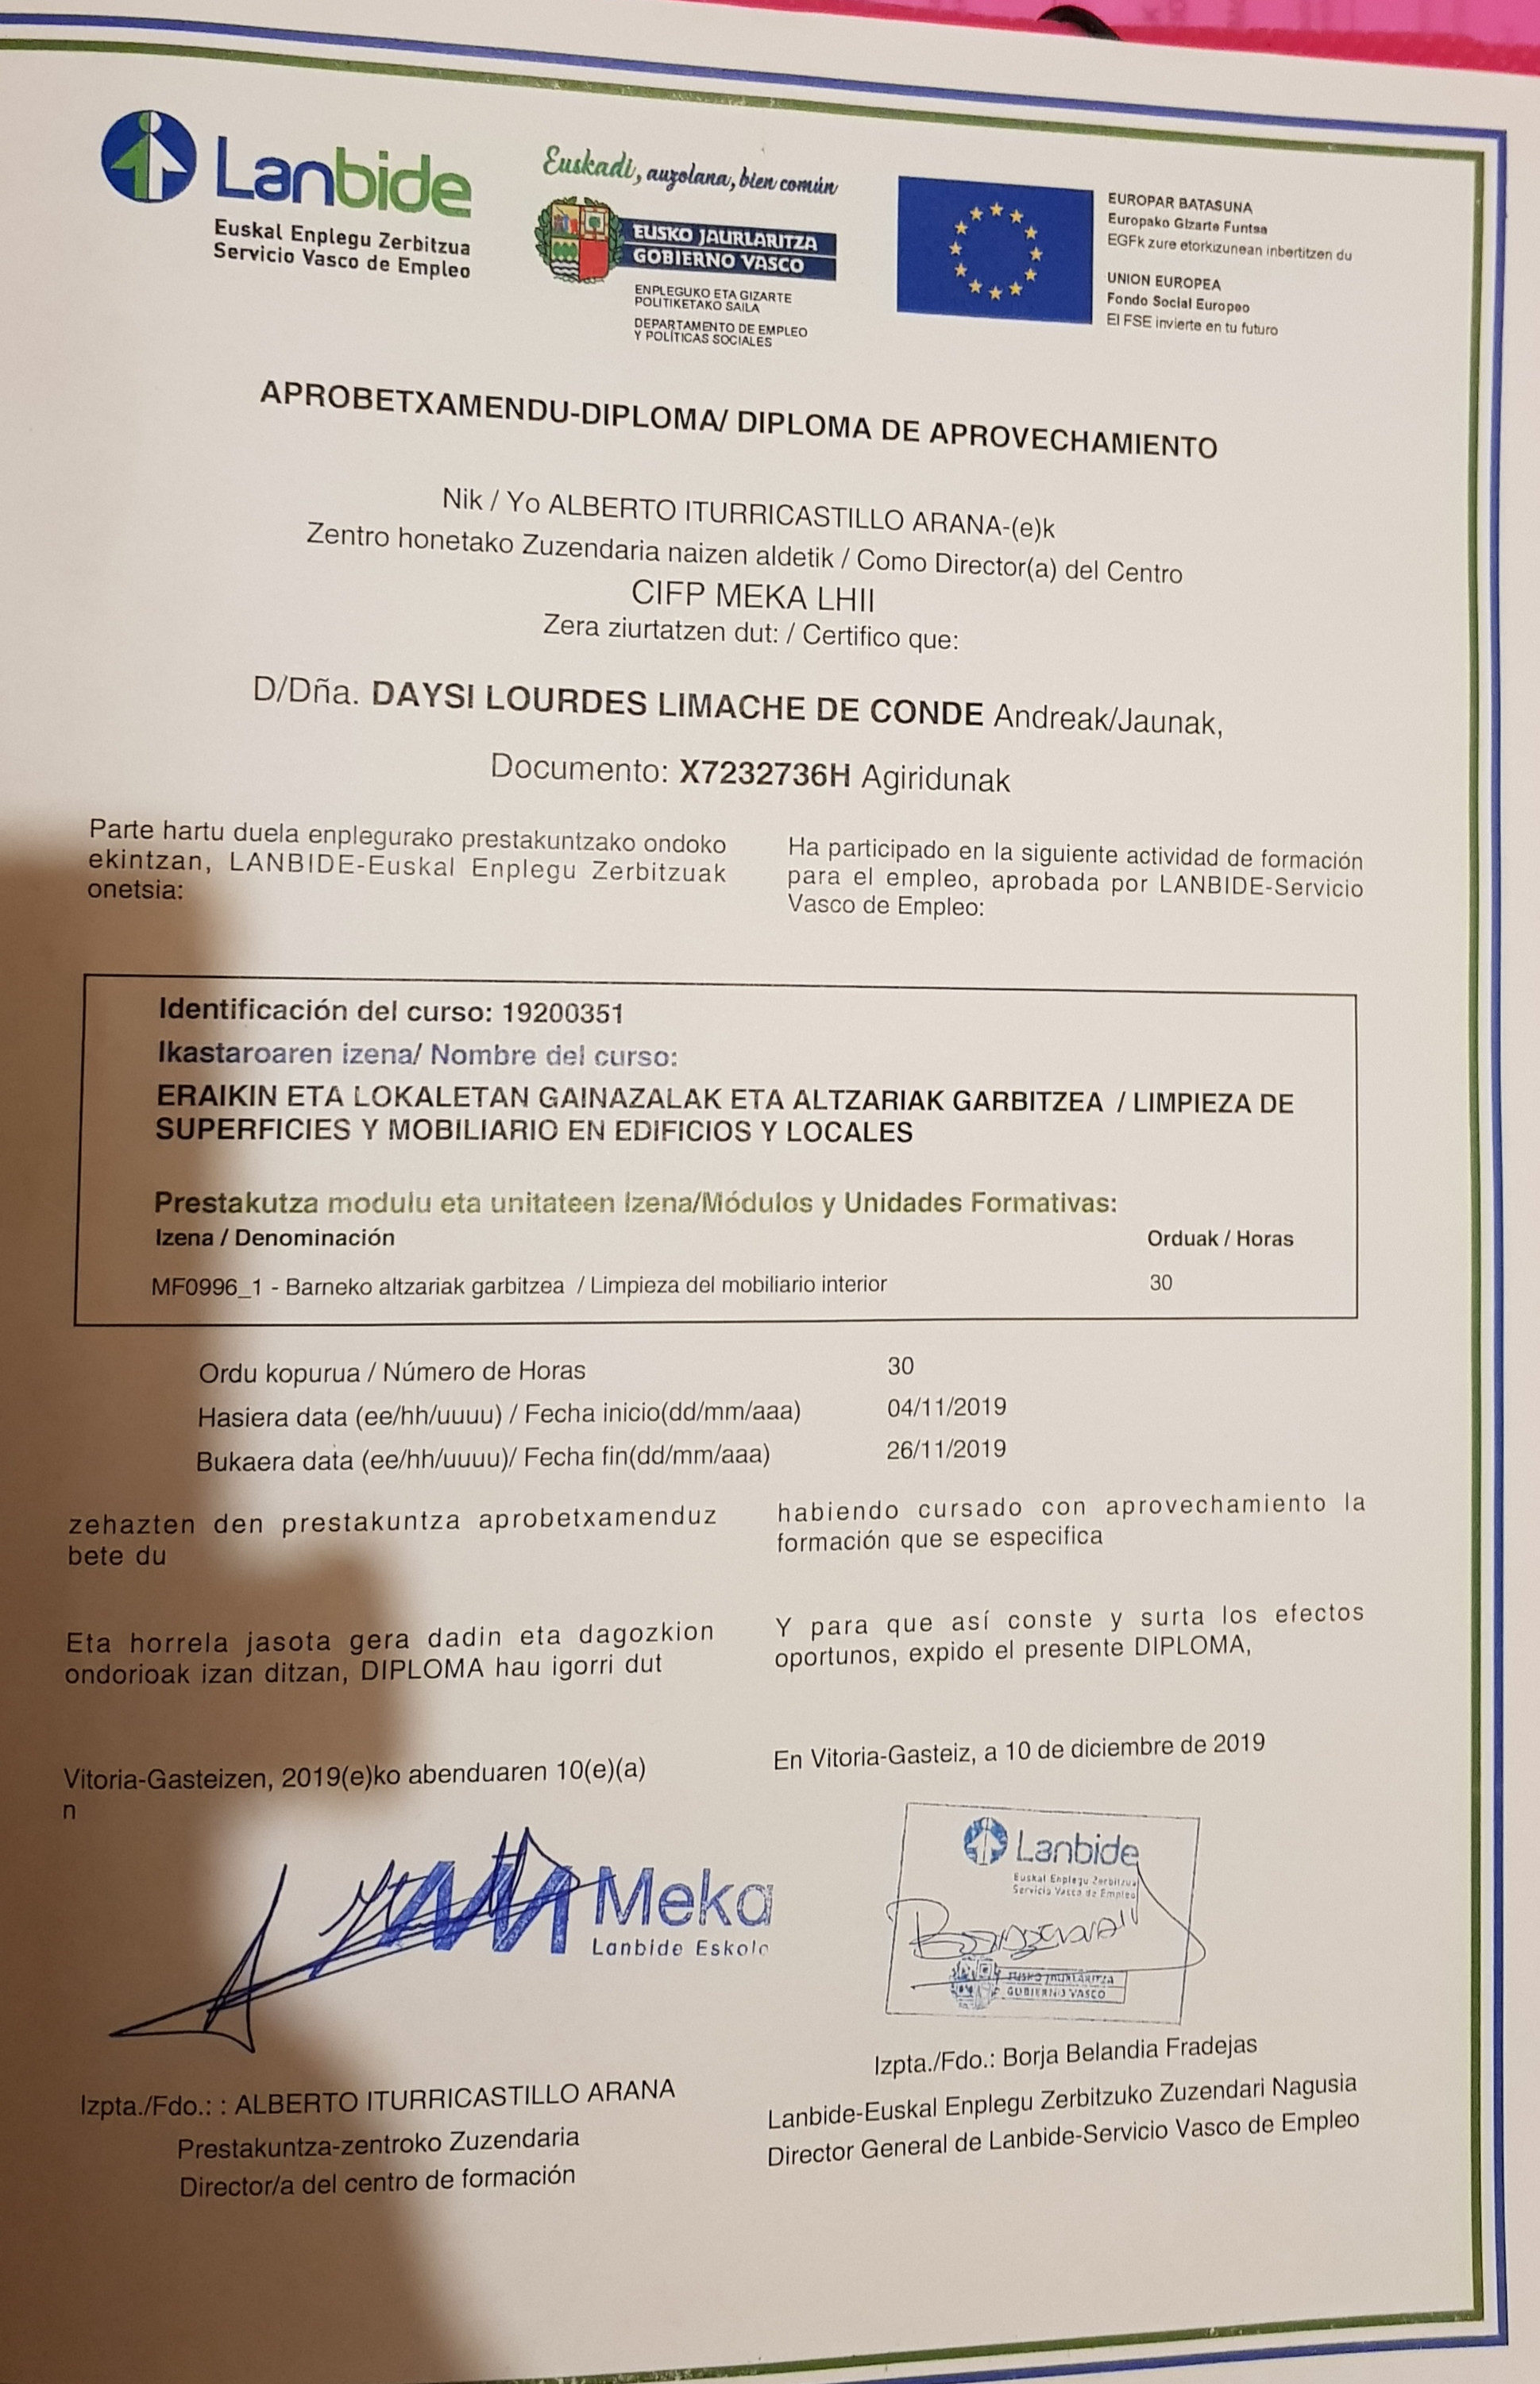 Lanbide
Euskal Enplegu Zerbitzua
Servicio Vasco de Empleo
Euskadi, auzolana, bien común
EUSKO JAURLARITZA
GOBIERNO VASCO
ENPLEGUKO ETA GIZARTE
POLITIKETAKO SAILA
DEPARTAMENTO DE EMPLEO
Y POLÍTICAS SOCIALES
EUROPAR BATASUNA
Europako Gizarte Funtsa
EGFk zure etorkizunean inbertitzen du
UNION EUROPEA
Fondo Social Europeo
El FSE invierte en tu futuro
APROBETXAMENDU-DIPLOMA/ DIPLOMA DE APROVECHAMIENTO
Nik / Yo ALBERTO ITURRICASTILLO ARANA-(e)k
Zentro honetako Zuzendaria naizen aldetik / Como Director(a) del Centro
CIFP MEKA LHII
Zera ziurtatzen dut: / Certifico que:
D/Dña. DAYSI LOURDES LIMACHE DE CONDE Andreak/Jaunak,
Documento: X7232736H Agiridunak
Parte hartu duela enplegurako prestakuntzako ondoko
ekintzan, LANBIDE-Euskal Enplegu Zerbitzuak
onetsia:
Ha participado en la siguiente actividad de formación
para el empleo, aprobada por LANBIDE-Servicio
Vasco de Empleo:
Identificación del curso: 19200351
Ikastaroaren izena/ Nombre del curso:
ERAIKIN ETA LOKALETAN GAINAZALAK ETA ALTZARIAK GARBITZEA / LIMPIEZA DE
SUPERFICIES Y MOBILIARIO EN EDIFICIOS Y LOCALES
Prestakutza modulu eta unitateen Izena/Módulos y Unidades Formativas:
Izena / Denominación Orduak / Horas
MF0996_1 - Barneko altzariak garbitzea / Limpieza del mobiliario interior 30
Ordu kopurua / Número de Horas 30
Hasiera data (ee/hh/uuuu) / Fecha inicio(dd/mm/aaa) 04/11/2019
Bukaera data (ee/hh/uuuu)/ Fecha fin(dd/mm/aaa) 26/11/2019
zehazten den prestakuntza aprobetxamenduz
bete du
habiendo cursado con aprovechamiento la
formación que se especifica
Eta horrela jasota gera dadin eta dagozkion
ondorioak izan ditzan, DIPLOMA hau igorri dut
Y para que así conste y surta los efectos
oportunos, expido el presente DIPLOMA,
Vitoria-Gasteizen, 2019(e)ko abenduaren 10(e)(a)
n
En Vitoria-Gasteiz, a 10 de diciembre de 2019
Meka
Lanbide Eskola
Lanbide
Euskal Enplegu Zerbitzua
Servicio Vasco de Empleo
EUSKO JAURLARITZA
GOBIERNO VASCO
Izpta./Fdo.: : ALBERTO ITURRICASTILLO ARANA
Prestakuntza-zentroko Zuzendaria
Director/a del centro de formación
Izpta./Fdo.: Borja Belandia Fradejas
Lanbide-Euskal Enplegu Zerbitzuko Zuzendari Nagusia
Director General de Lanbide-Servicio Vasco de Empleo